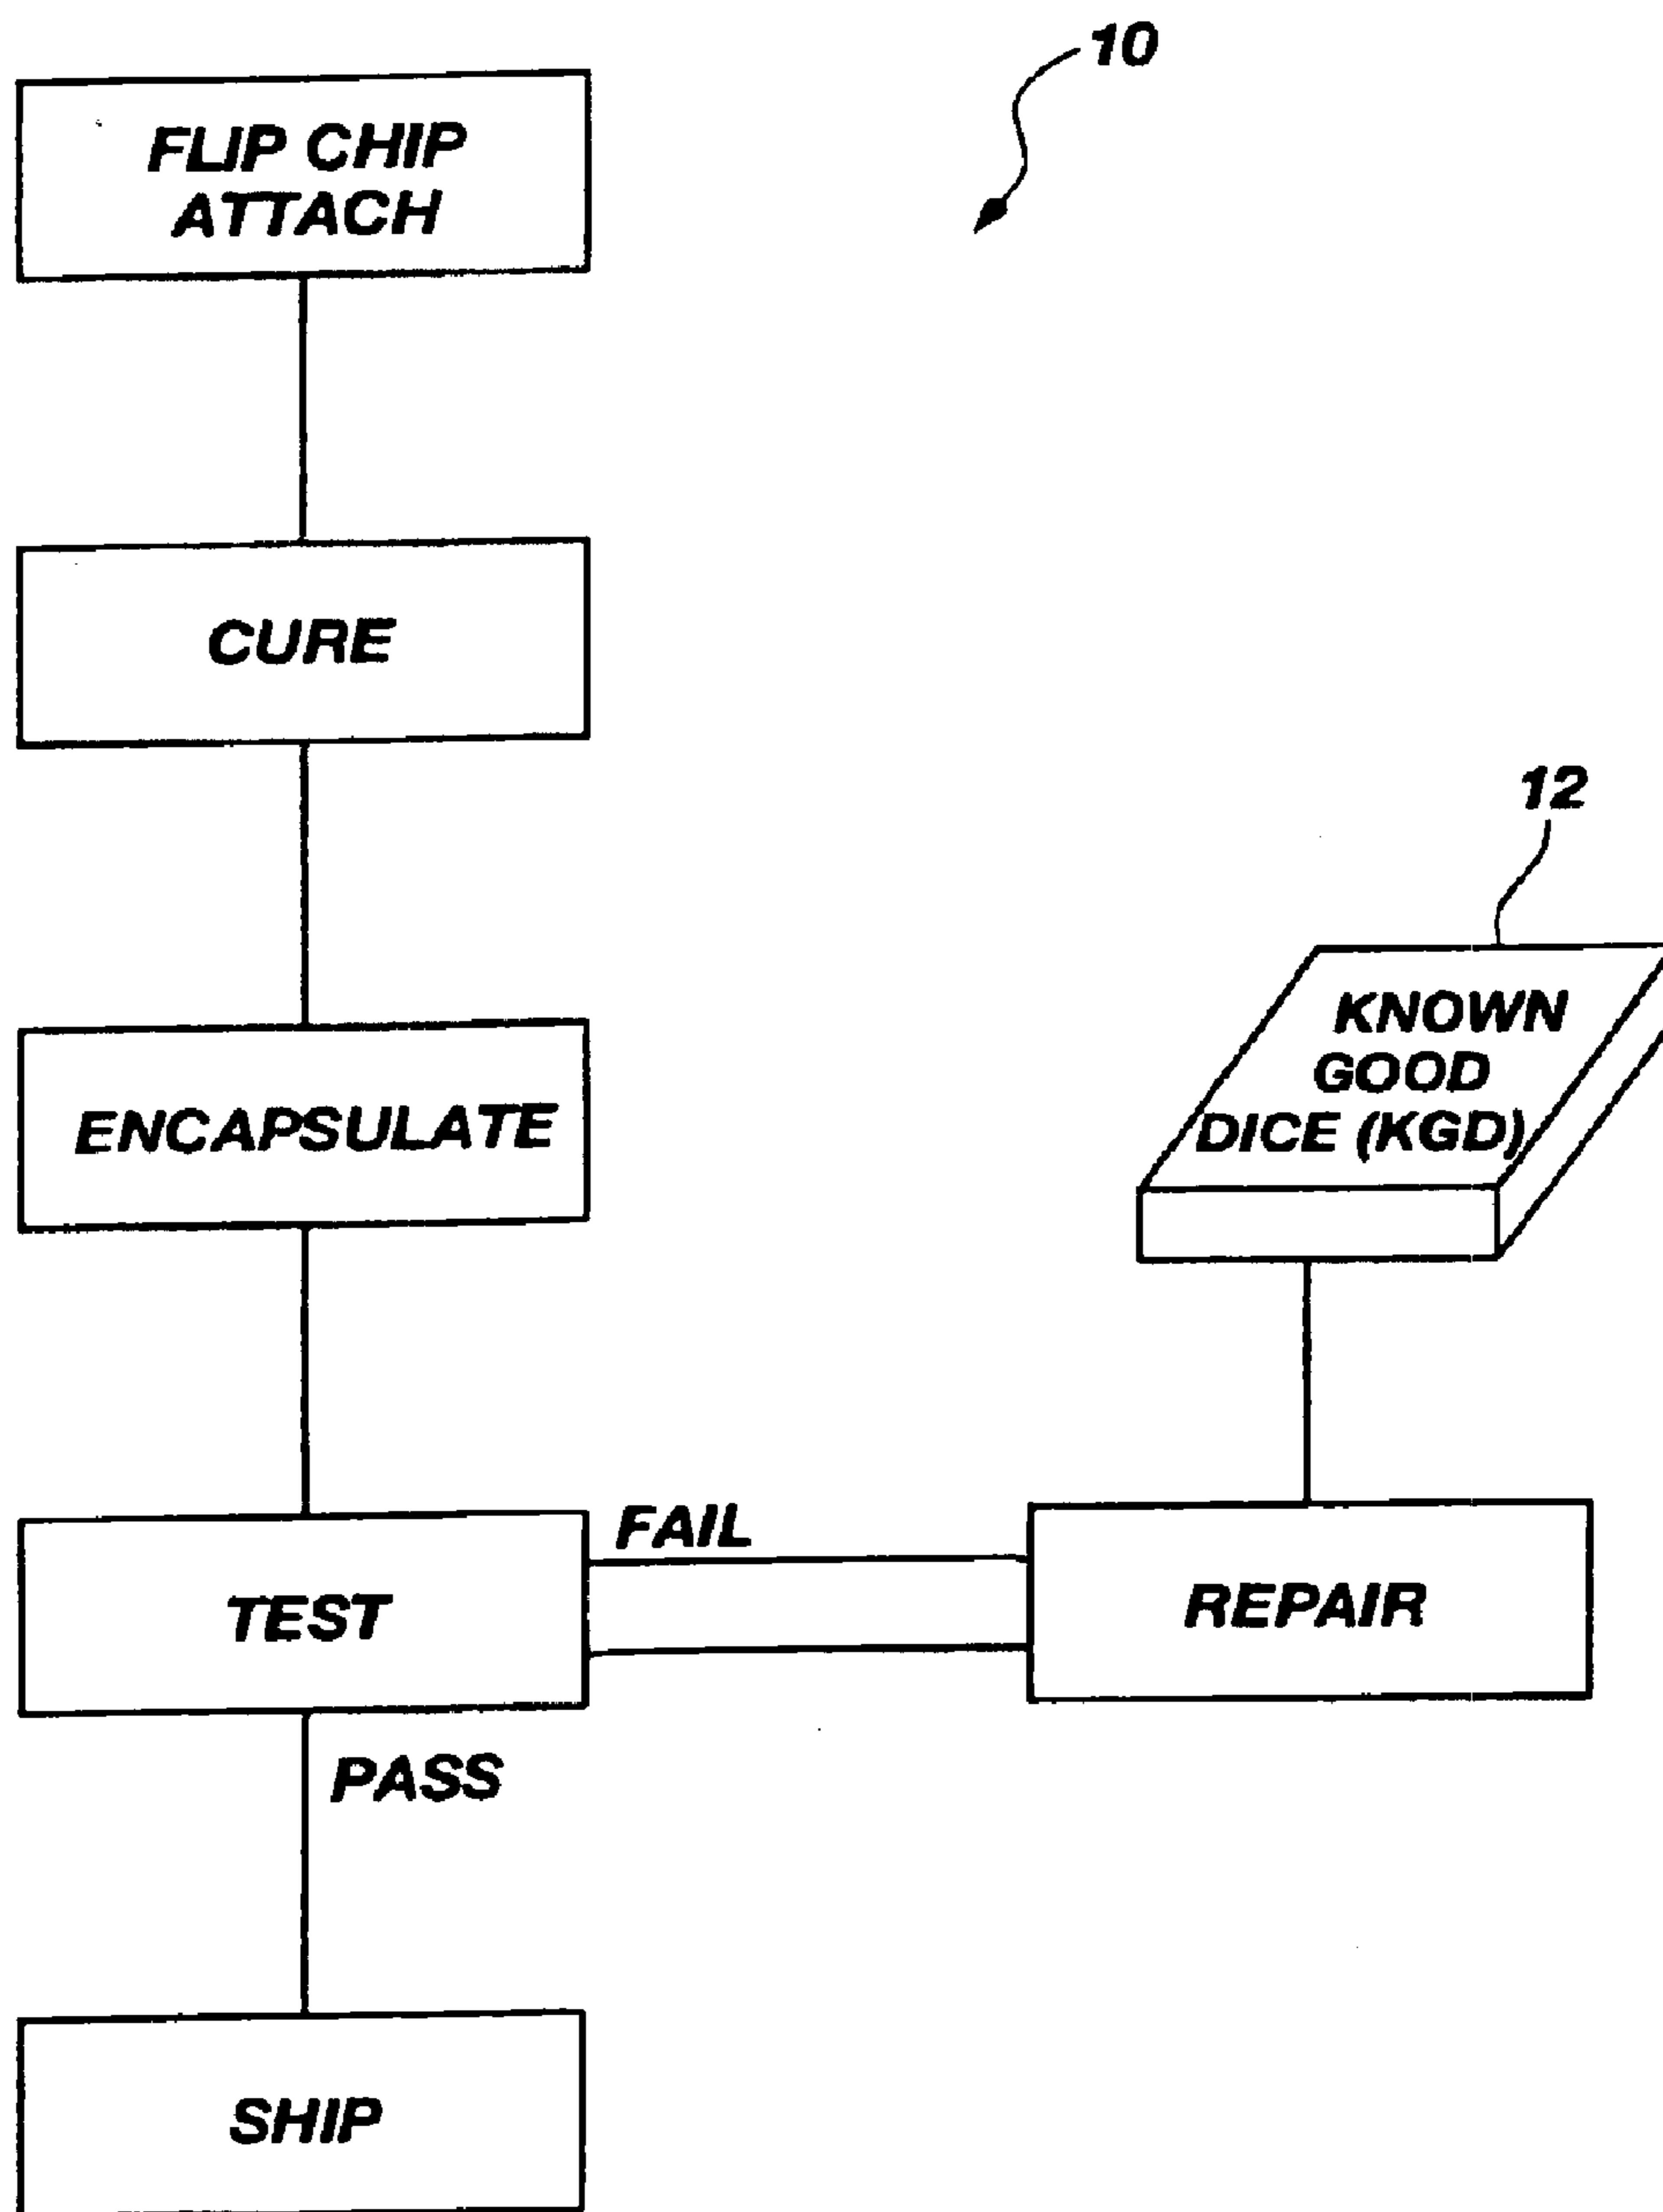 10
FLIP CHIP
ATTACH
CURE
12
KNOWN
GOOD
DICE (KGD)
ENCAPSULATE
FAIL
TEST
REPAIR
PASS
SHIP